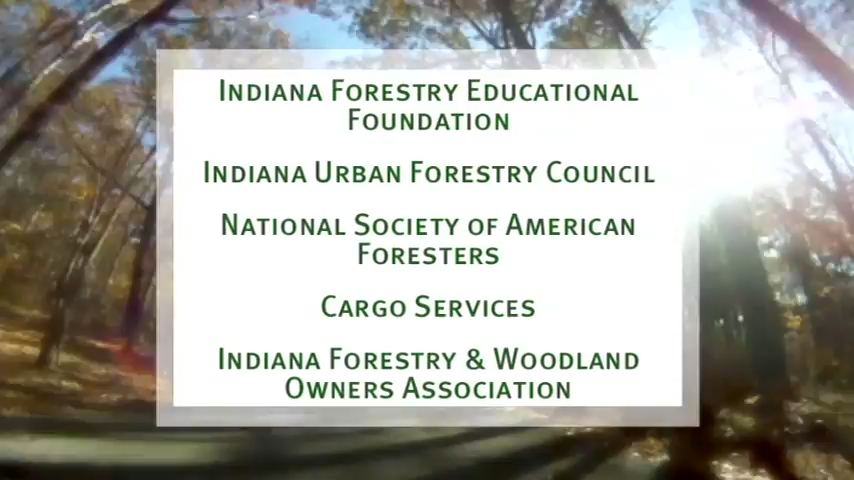 Indiana Forestry Educational
Foundation
Indiana Urban Forestry Council
National Society of American
Foresters
Cargo Services
Indiana Forestry & Woodland
Owners Association